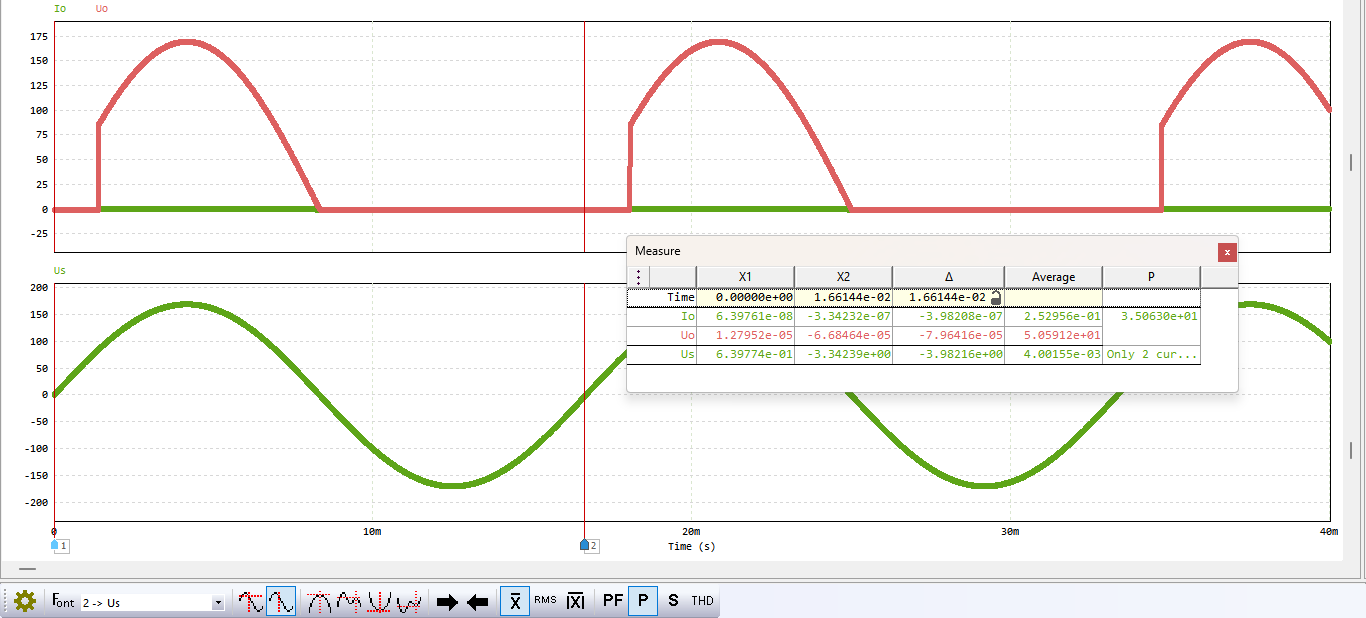 Io Uo
175
150
125
100
75
50
25
0
-25
Us
200
150
100
50
0
-50
-100
-150
-200
0 10m 20m 30m 40m
Time (s)
1 2
Measure x
X1 X2 Δ Average P
Time 0.00000e+00 1.66144e-02 1.66144e-02
Io 6.39761e-08 -3.34232e-07 -3.98208e-07 2.52956e-01 3.50630e+01
Uo 1.27952e-05 -6.68464e-05 -7.96416e-05 5.05912e+01
Us 6.39774e-01 -3.34239e+00 -3.98216e+00 4.00155e-03 Only 2 cur...
Font 2 -> Us X RMS |X| PF P S THD